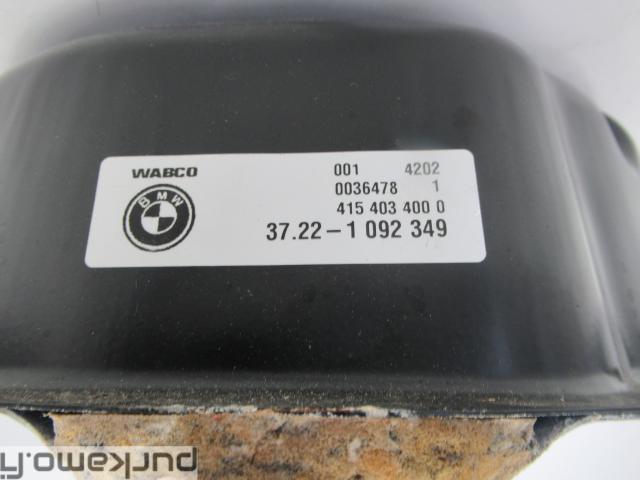 WABCO
BMW
001 4202
0036478 1
415 403 400 0
37.22-1 092 349
purkamo.fi